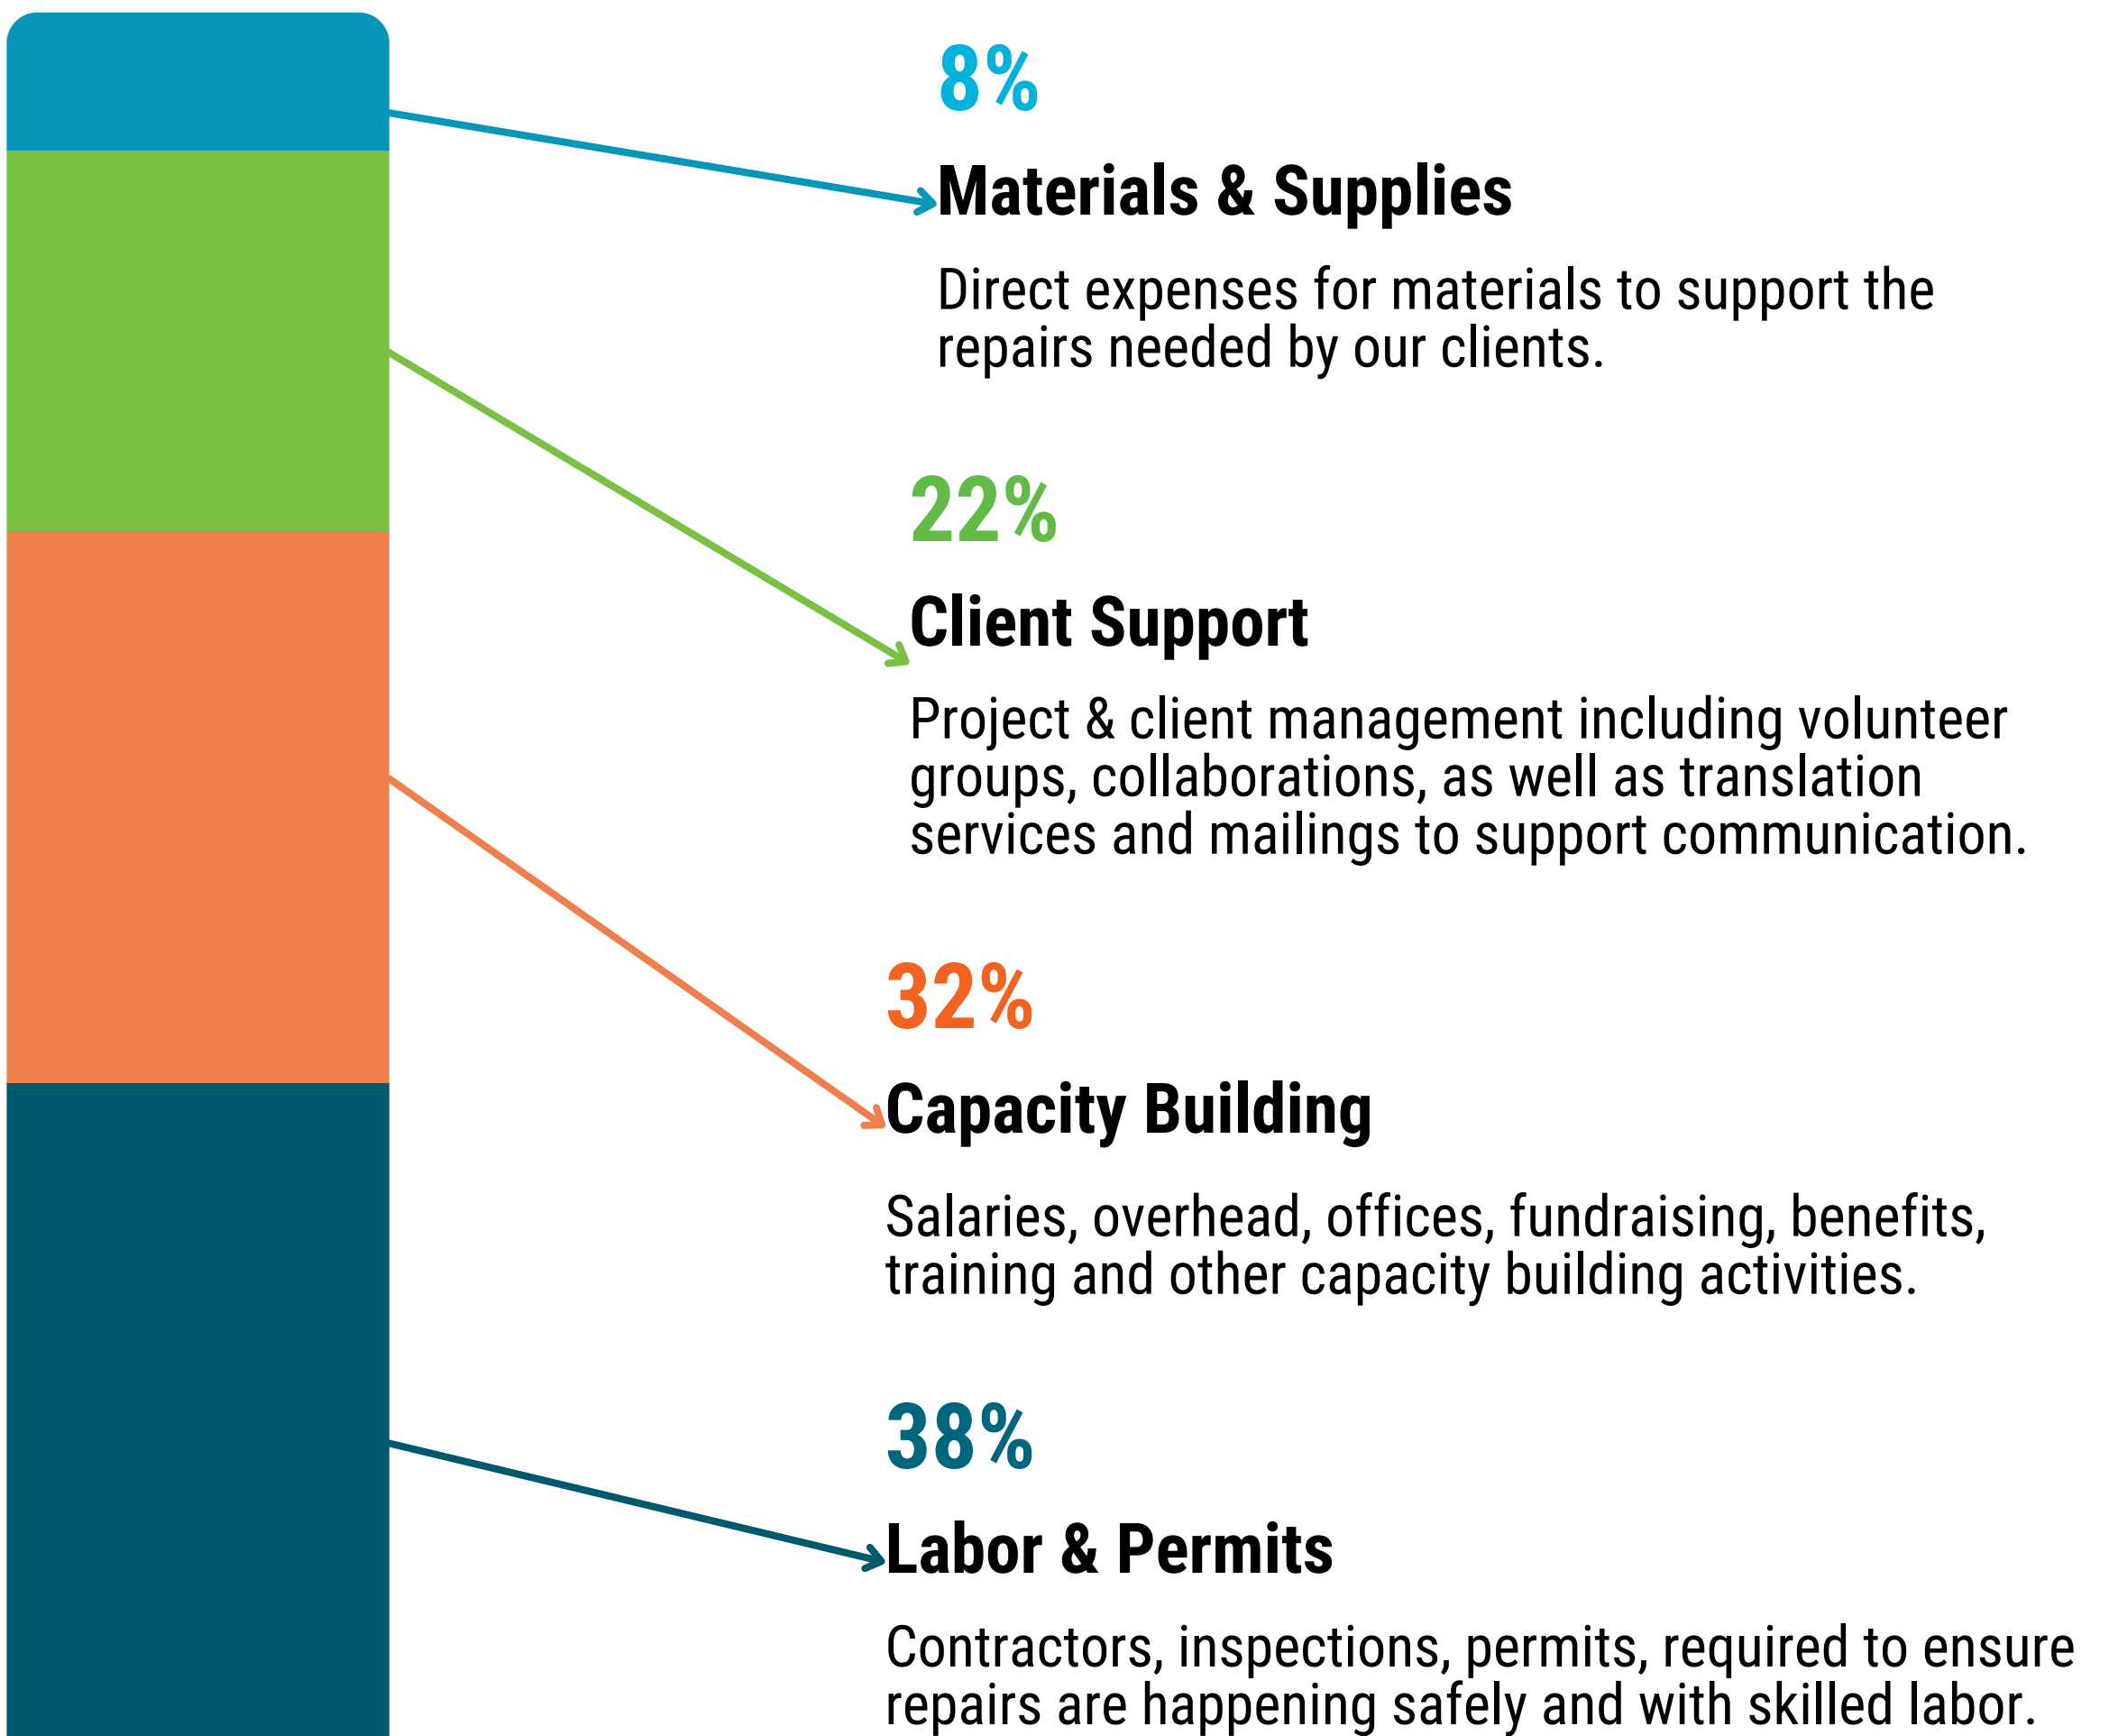 8%
Materials & Supplies
Direct expenses for materials to support the
repairs needed by our clients.
22%
Client Support
Project & client management including volunteer
groups, collaborations, as well as translation
services and mailings to support communication.
32%
Capacity Building
Salaries, overhead, offices, fundraising, benefits,
training and other capacity building activities.
38%
Labor & Permits
Contractors, inspections, permits, required to ensure
repairs are happening safely and with skilled labor.